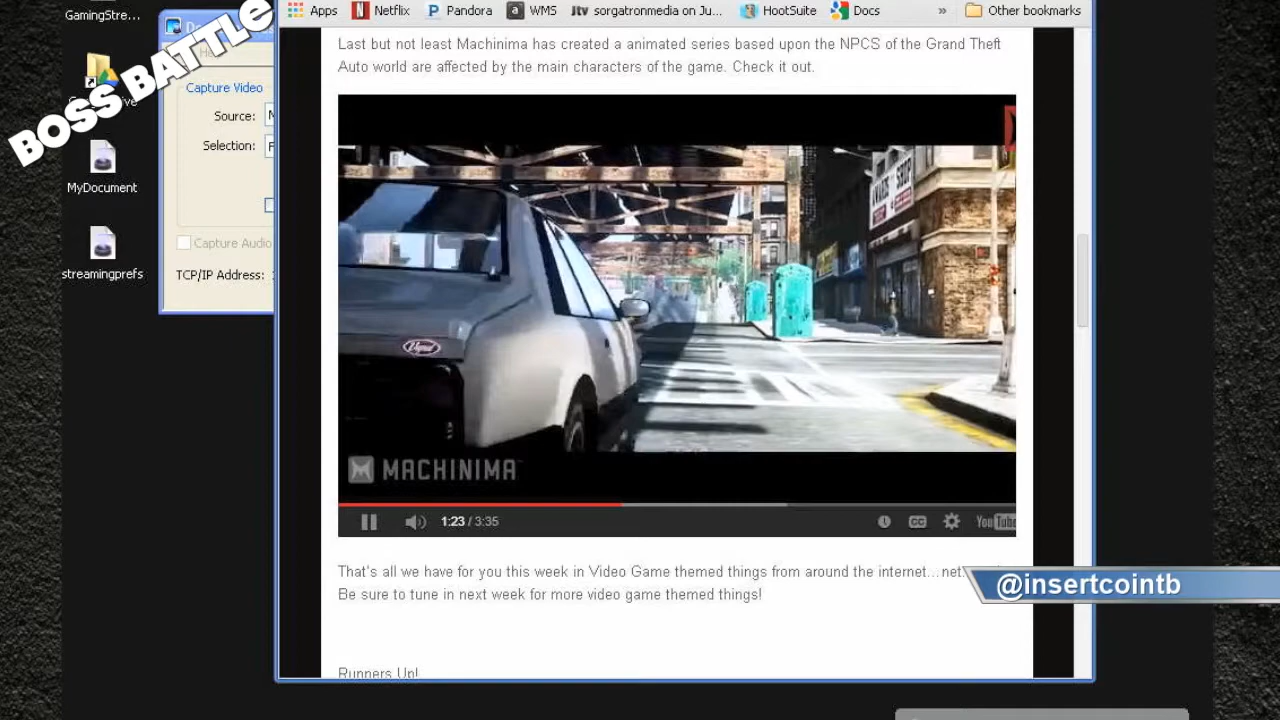 GamingStre...
BOSS BATTLE
MyDocument
streamingprefs
Capture Video
Source:
Selection:
Capture Audio
TCP/IP Address:
Apps Netflix Pandora WMS sorgatronmedia on Ju... HootSuite Docs » Other bookmarks
Last but not least Machinima has created a animated series based upon the NPCS of the Grand Theft
Auto world are affected by the main characters of the game. Check it out.
Vapid
MACHINIMA
1:23 / 3:35
CC
YouTube
That's all we have for you this week in Video Game themed things from around the internet...net.
Be sure to tune in next week for more video game themed things!
@insertcointb
Runners Up!